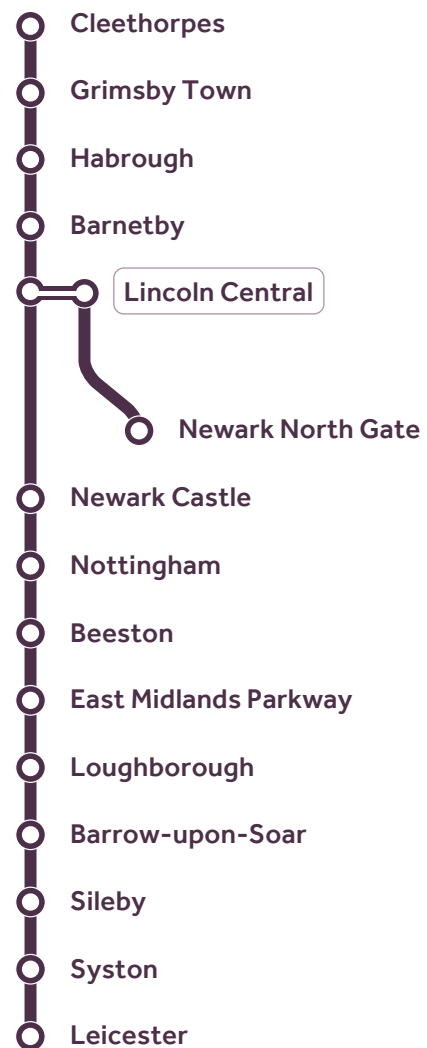 Cleethorpes
Grimsby Town
Habrough
Barnetby
Lincoln Central
Newark North Gate
Newark Castle
Nottingham
Beeston
East Midlands Parkway
Loughborough
Barrow-upon-Soar
Sileby
Syston
Leicester